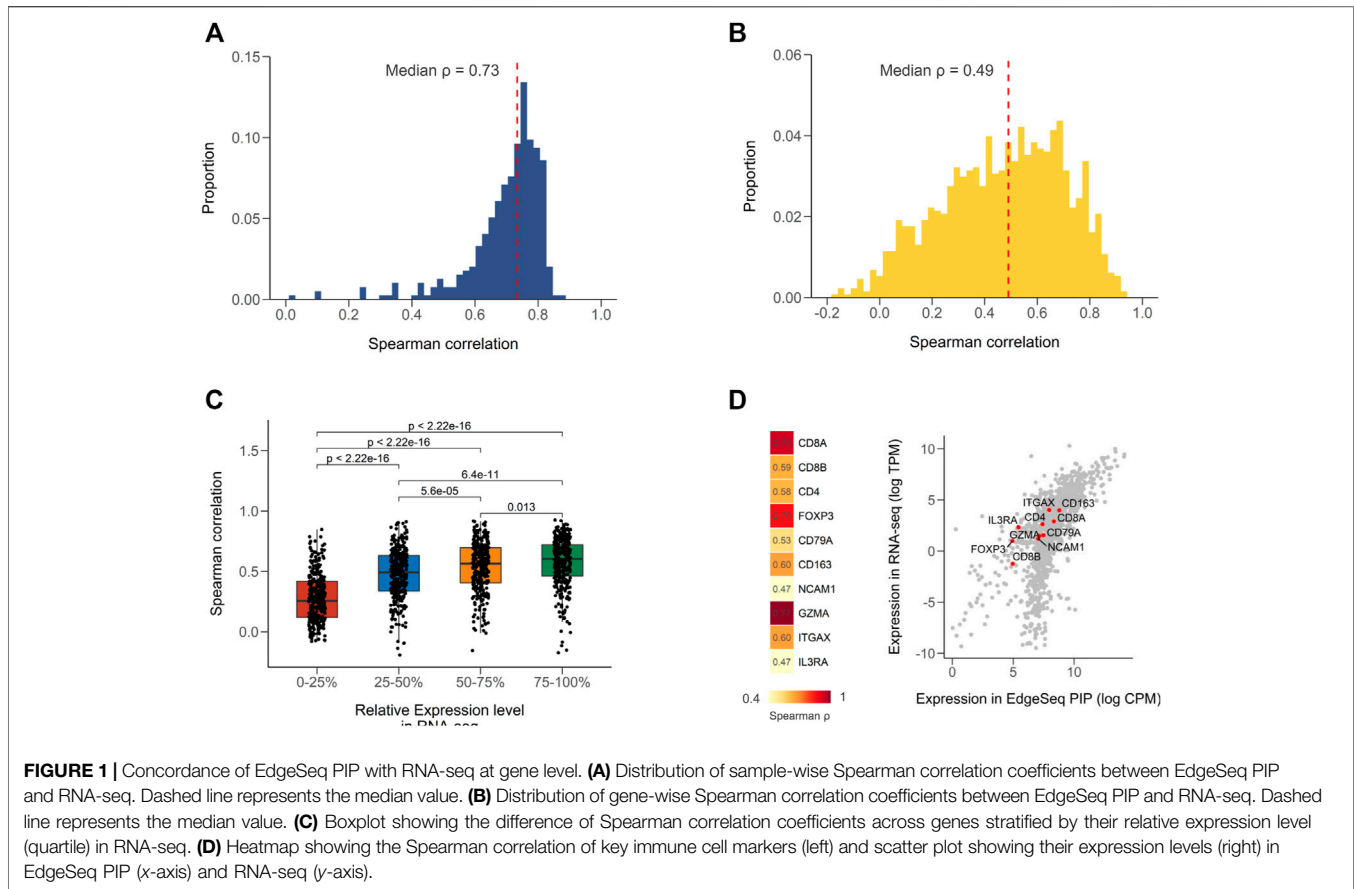 A
Median ρ = 0.73
0.15
0.10
0.05
0.00
Proportion
0.0 0.2 0.4 0.6 0.8 1.0
Spearman correlation
B
Median ρ = 0.49
0.06
0.04
0.02
0.00
Proportion
-0.2 0.0 0.2 0.4 0.6 0.8 1.0
Spearman correlation
C
p < 2.22e-16
p < 2.22e-16
p < 2.22e-16
6.4e-11
5.6e-05
0.013
1.5
1.0
0.5
0.0
Spearman correlation
0-25% 25-50% 50-75% 75-100%
Relative Expression level
in RNA-seq
D
CD8A
0.59 CD8B
0.58 CD4
FOXP3
0.53 CD79A
0.60 CD163
0.47 NCAM1
GZMA
0.60 ITGAX
0.47 IL3RA
0.4 1
Spearman ρ
10
5
0
-5
-10
Expression in RNA-seq (log TPM)
ITGAX CD163
IL3RA CD4 CD8A
GZMA CD79A
FOXP3 NCAM1
CD8B
0 5 10
Expression in EdgeSeq PIP (log CPM)
FIGURE 1 | Concordance of EdgeSeq PIP with RNA-seq at gene level. (A) Distribution of sample-wise Spearman correlation coefficients between EdgeSeq PIP
and RNA-seq. Dashed line represents the median value. (B) Distribution of gene-wise Spearman correlation coefficients between EdgeSeq PIP and RNA-seq. Dashed
line represents the median value. (C) Boxplot showing the difference of Spearman correlation coefficients across genes stratified by their relative expression level
(quartile) in RNA-seq. (D) Heatmap showing the Spearman correlation of key immune cell markers (left) and scatter plot showing their expression levels (right) in
EdgeSeq PIP (x-axis) and RNA-seq (y-axis).